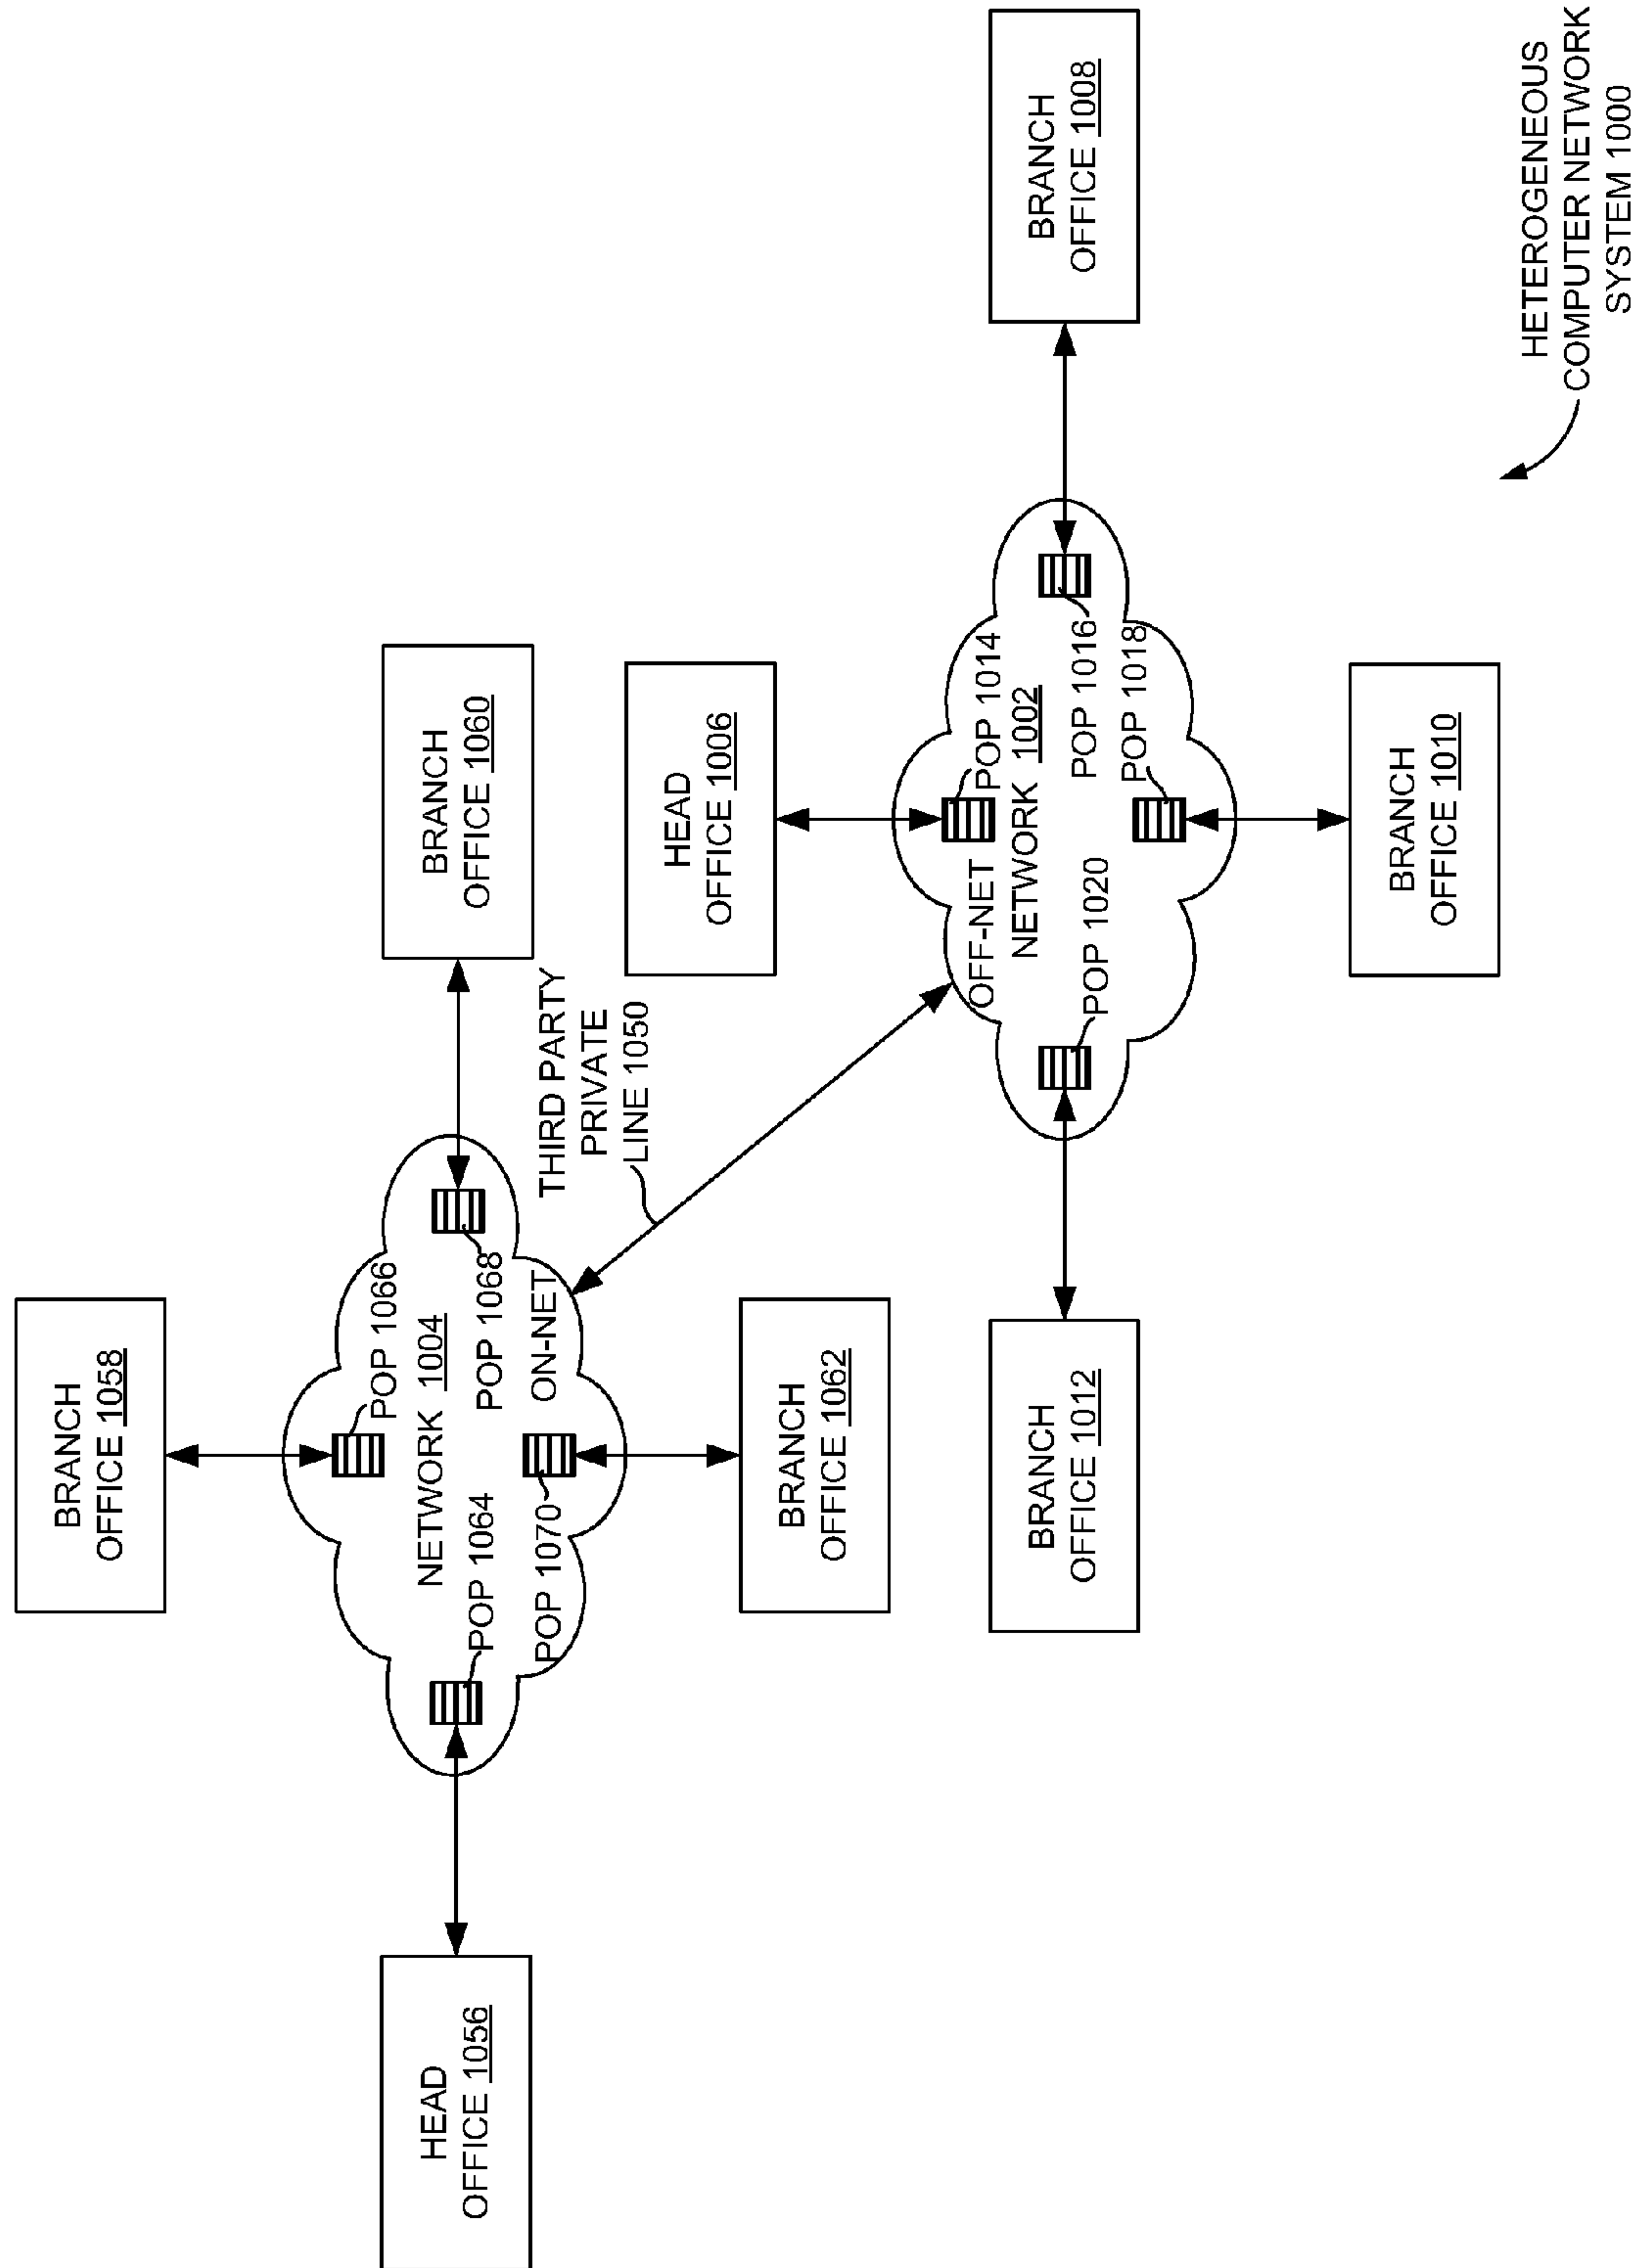 BRANCH
OFFICE 1058
HEAD
OFFICE 1056
POP 1066
NETWORK 1004
POP 1064
POP 1068
POP 1070
ON-NET
BRANCH
OFFICE 1060
BRANCH
OFFICE 1062
THIRD PARTY
PRIVATE
LINE 1050
HEAD
OFFICE 1006
OFF-NET
POP 1014
NETWORK 1002
POP 1020
POP 1016
POP 1018
BRANCH
OFFICE 1012
BRANCH
OFFICE 1008
BRANCH
OFFICE 1010
HETEROGENEOUS
COMPUTER NETWORK
SYSTEM 1000